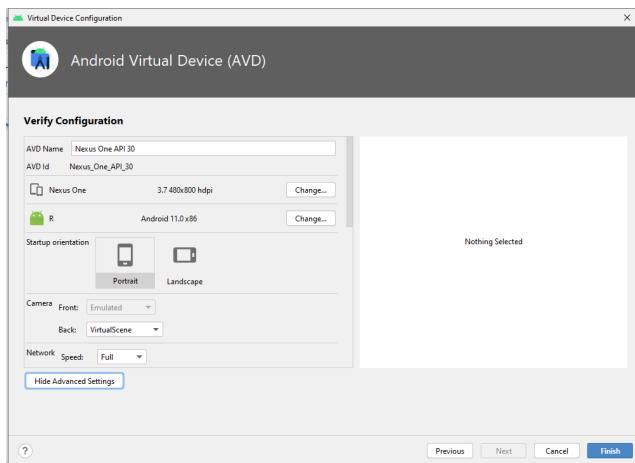 Virtual Device Configuration
Android Virtual Device (AVD)
Verify Configuration
AVD Name Nexus One API 30
AVD Id Nexus_One_API_30
Nexus One 3.7 480x800 hdpi Change...
R Android 11.0 x86 Change...
Startup orientation
Portrait Landscape
Camera Front: Emulated
Back: VirtualScene
Network Speed: Full
Nothing Selected
Hide Advanced Settings
? Previous Next Cancel Finish